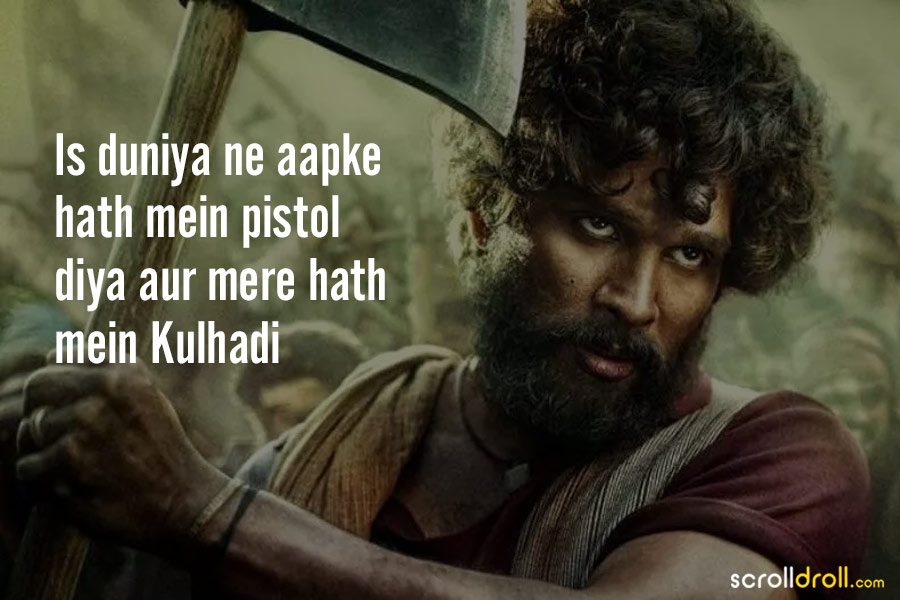 Is duniya ne aapke
hath mein pistol
diya aur mere hath
mein Kulhadi
scrolldroll.com